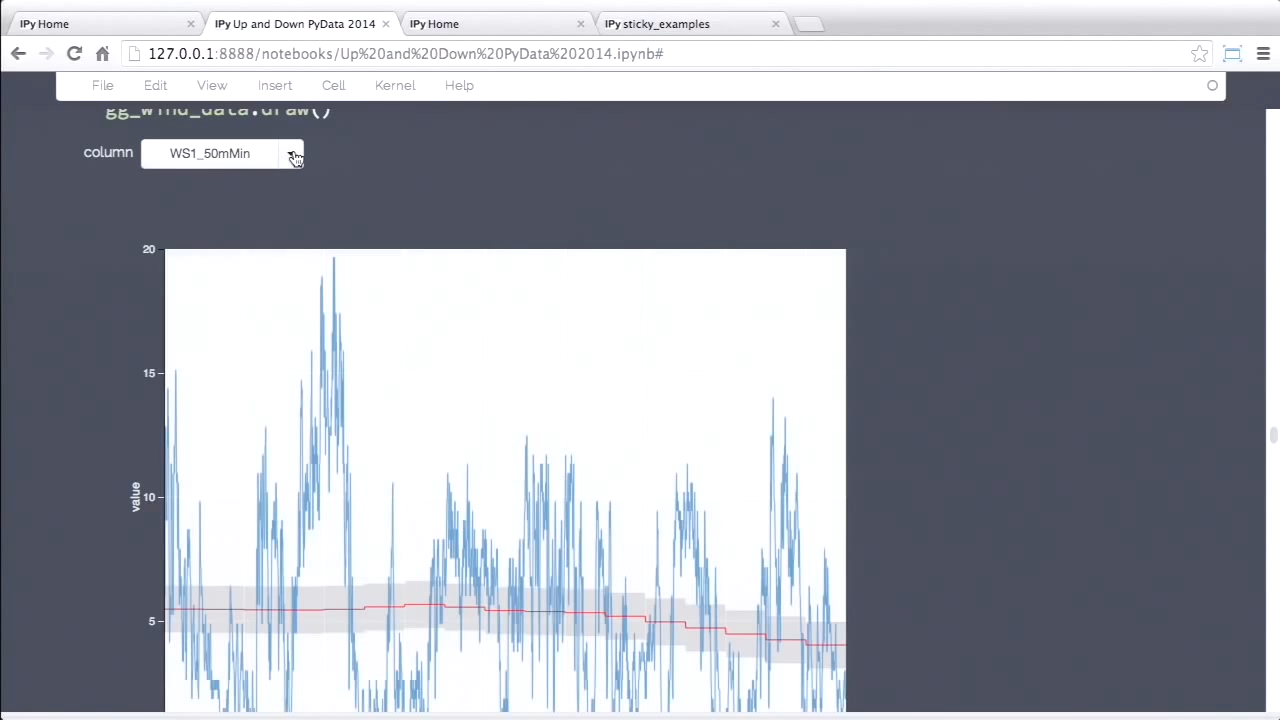 IPy Home
IPy Up and Down PyData 2014
IPy Home
IPy sticky_examples
127.0.0.1:8888/notebooks/Up%20and%20Down%20PyData%202014.ipynb#
File Edit View Insert Cell Kernel Help
gg_wind_data.draw()
column WS1_50mMin
20
15
value
10
5